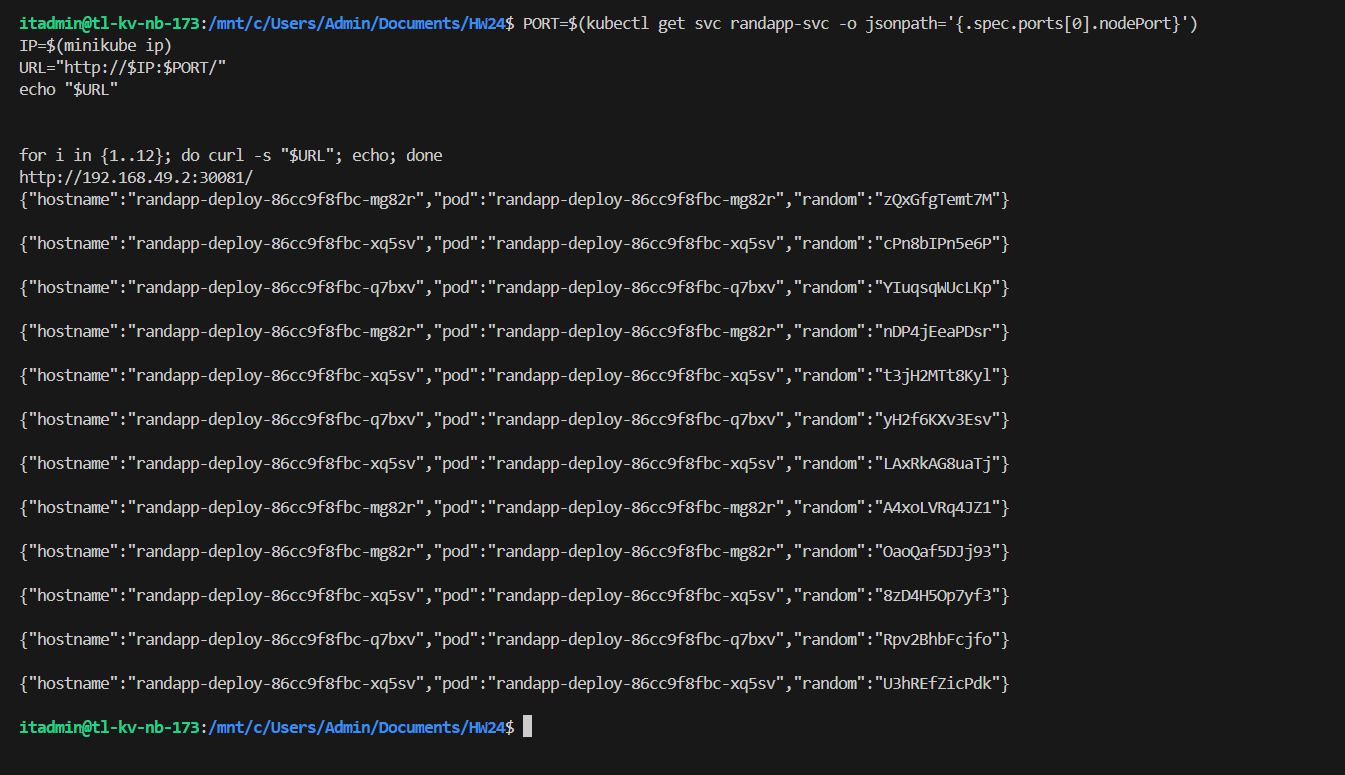 itadmin@tl-kv-nb-173:/mnt/c/Users/Admin/Documents/HW24$ PORT=$(kubectl get svc randapp-svc -o jsonpath='{.spec.ports[0].nodePort}')
IP=$(minikube ip)
URL="http://$IP:$PORT/"
echo "$URL"
for i in {1..12}; do curl -s "$URL"; echo; done
http://192.168.49.2:30081/
{"hostname":"randapp-deploy-86cc9f8fbc-mg82r","pod":"randapp-deploy-86cc9f8fbc-mg82r","random":"zQxGfgTemt7M"}
{"hostname":"randapp-deploy-86cc9f8fbc-xq5sv","pod":"randapp-deploy-86cc9f8fbc-xq5sv","random":"cPn8bIPn5e6P"}
{"hostname":"randapp-deploy-86cc9f8fbc-q7bxv","pod":"randapp-deploy-86cc9f8fbc-q7bxv","random":"YIuqsqWUcLKp"}
{"hostname":"randapp-deploy-86cc9f8fbc-mg82r","pod":"randapp-deploy-86cc9f8fbc-mg82r","random":"nDP4jEeaPDsr"}
{"hostname":"randapp-deploy-86cc9f8fbc-xq5sv","pod":"randapp-deploy-86cc9f8fbc-xq5sv","random":"t3jH2MTt8Kyl"}
{"hostname":"randapp-deploy-86cc9f8fbc-q7bxv","pod":"randapp-deploy-86cc9f8fbc-q7bxv","random":"yH2f6KXv3Esv"}
{"hostname":"randapp-deploy-86cc9f8fbc-xq5sv","pod":"randapp-deploy-86cc9f8fbc-xq5sv","random":"LAxRkAG8uaTj"}
{"hostname":"randapp-deploy-86cc9f8fbc-mg82r","pod":"randapp-deploy-86cc9f8fbc-mg82r","random":"A4xoLVRq4JZ1"}
{"hostname":"randapp-deploy-86cc9f8fbc-mg82r","pod":"randapp-deploy-86cc9f8fbc-mg82r","random":"OaoQaf5DJj93"}
{"hostname":"randapp-deploy-86cc9f8fbc-xq5sv","pod":"randapp-deploy-86cc9f8fbc-xq5sv","random":"8zD4H5Op7yf3"}
{"hostname":"randapp-deploy-86cc9f8fbc-q7bxv","pod":"randapp-deploy-86cc9f8fbc-q7bxv","random":"Rpv2BhbFcjfo"}
{"hostname":"randapp-deploy-86cc9f8fbc-xq5sv","pod":"randapp-deploy-86cc9f8fbc-xq5sv","random":"U3hREfZicPdk"}
itadmin@tl-kv-nb-173:/mnt/c/Users/Admin/Documents/HW24$